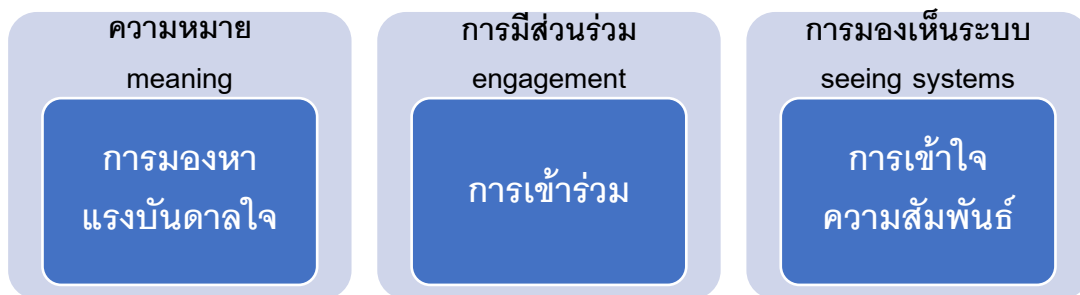 ความหมาย
meaning
การมองหา
แรงบันดาลใจ
การมีส่วนร่วม
engagement
การเข้าร่วม
การมองเห็นระบบ
seeing systems
การเข้าใจ
ความสัมพันธ์